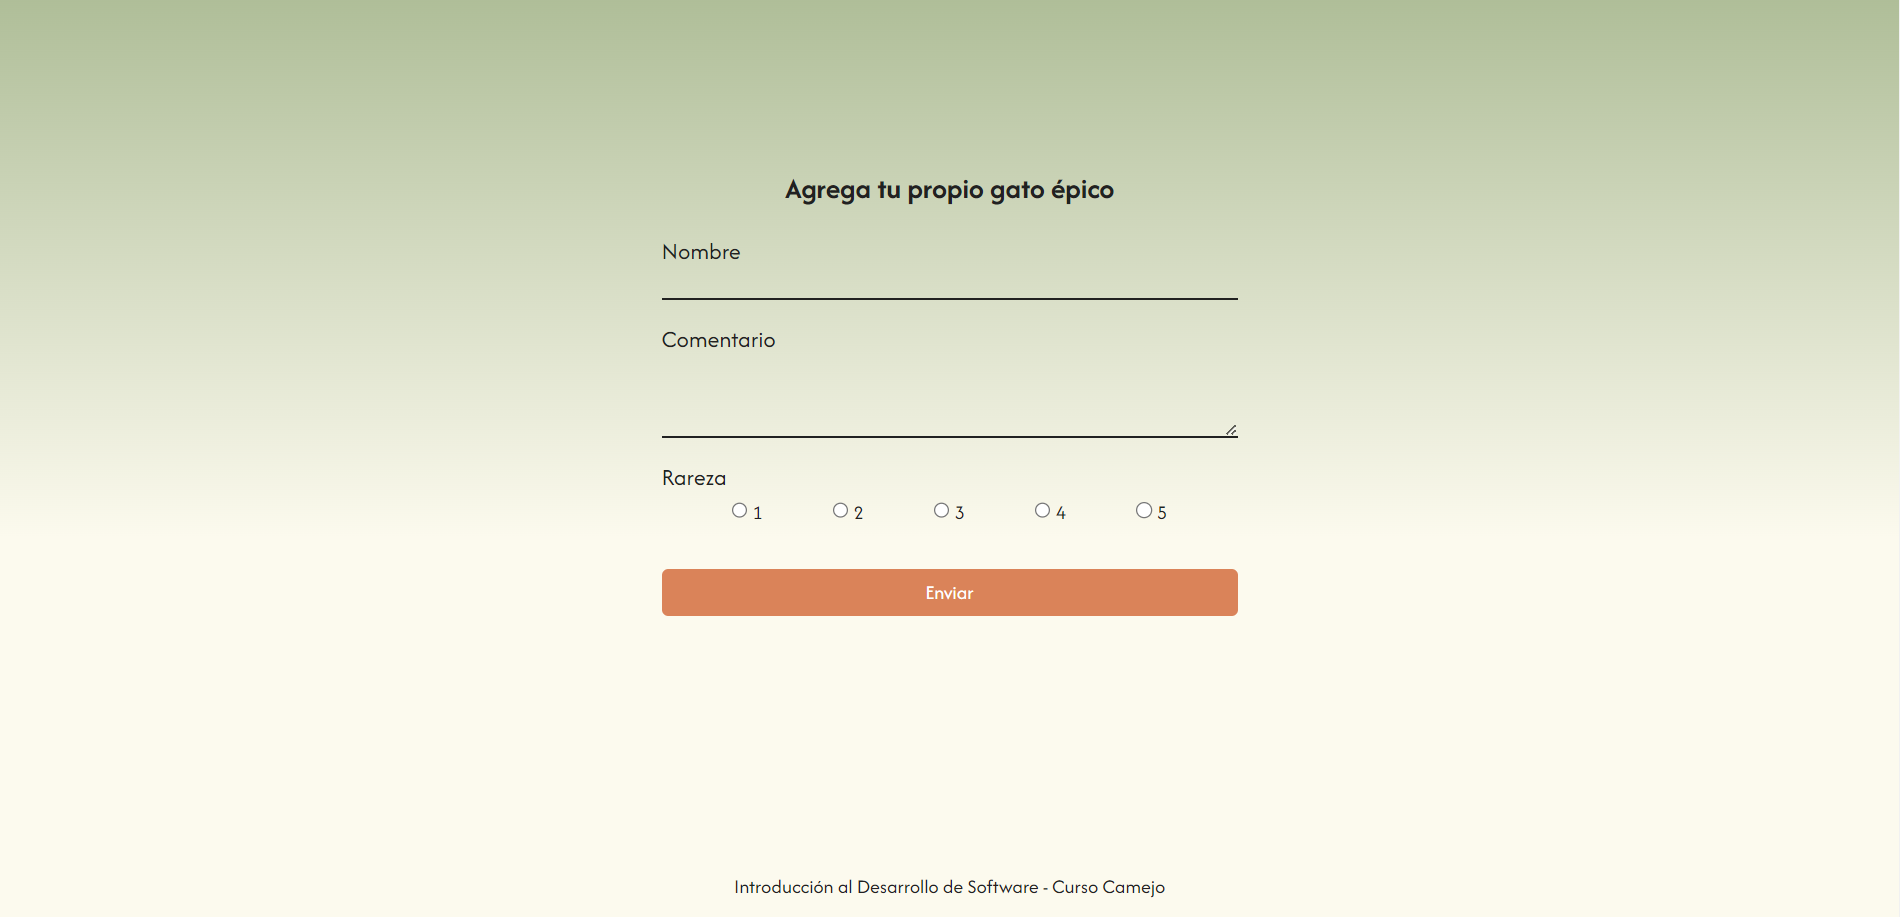 Agrega tu propio gato épico
Nombre
Comentario
Rareza
1 2 3 4 5
Enviar
Introducción al Desarrollo de Software - Curso Camejo